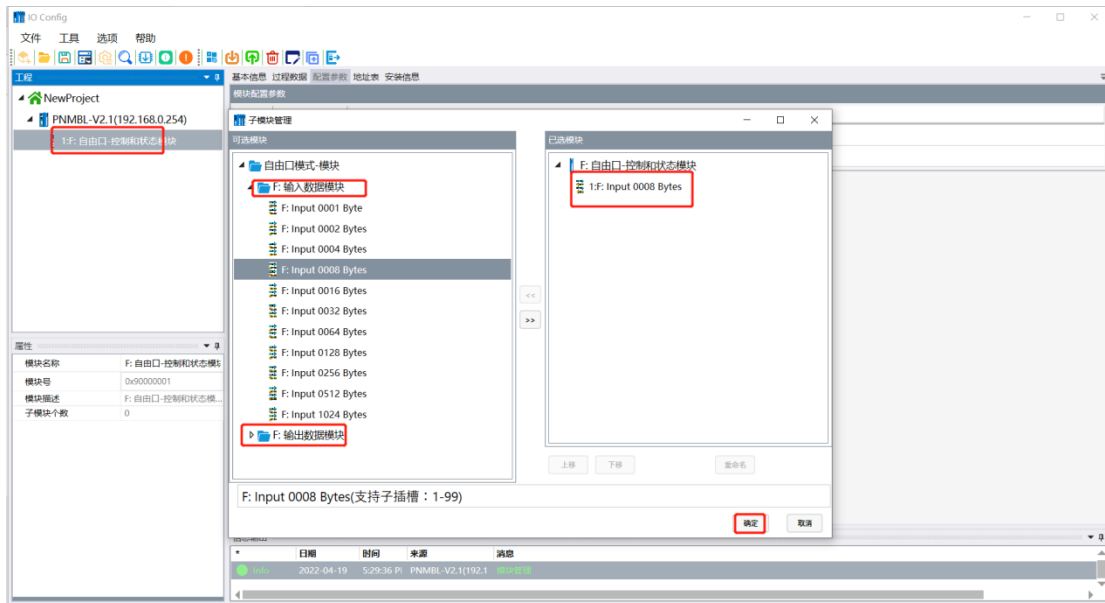 IO Config
文件 工具 选项 帮助
工程
NewProject
PNMBL-V2.1(192.168.0.254)
1:F: 自由口-控制和状态模块
属性
模块名称 F: 自由口-控制和状态模块
模块号 0x90000001
模块描述 F: 自由口-控制和状态模...
子模块个数 0
基本信息 过程数据 配置参数 地址表 安装信息
模块配置参数
子模块管理
可选模块
自由口模式-模块
F: 输入数据模块
F: Input 0001 Byte
F: Input 0002 Bytes
F: Input 0004 Bytes
F: Input 0008 Bytes
F: Input 0016 Bytes
F: Input 0032 Bytes
F: Input 0064 Bytes
F: Input 0128 Bytes
F: Input 0256 Bytes
F: Input 0512 Bytes
F: Input 1024 Bytes
F: 输出数据模块
<<
>>
已选模块
F: 自由口-控制和状态模块
1:F: Input 0008 Bytes
上移 下移 重命名
F: Input 0008 Bytes(支持子插槽：1-99)
确定 取消
信息输出
* 日期 时间 来源 消息
Info 2022-04-19 5:29:36 P PNMBL-V2.1(192.1 模块管理